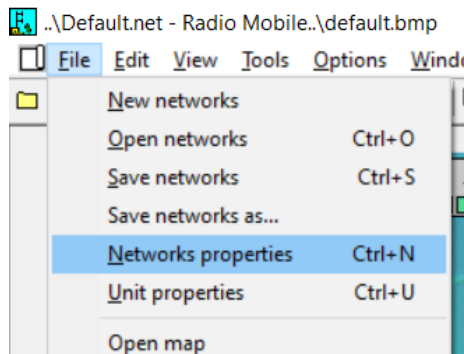 ..\Default.net - Radio Mobile..\default.bmp
File Edit View Tools Options
New networks
Open networks Ctrl+O
Save networks Ctrl+S
Save networks as...
Networks properties Ctrl+N
Unit properties Ctrl+U
Open map